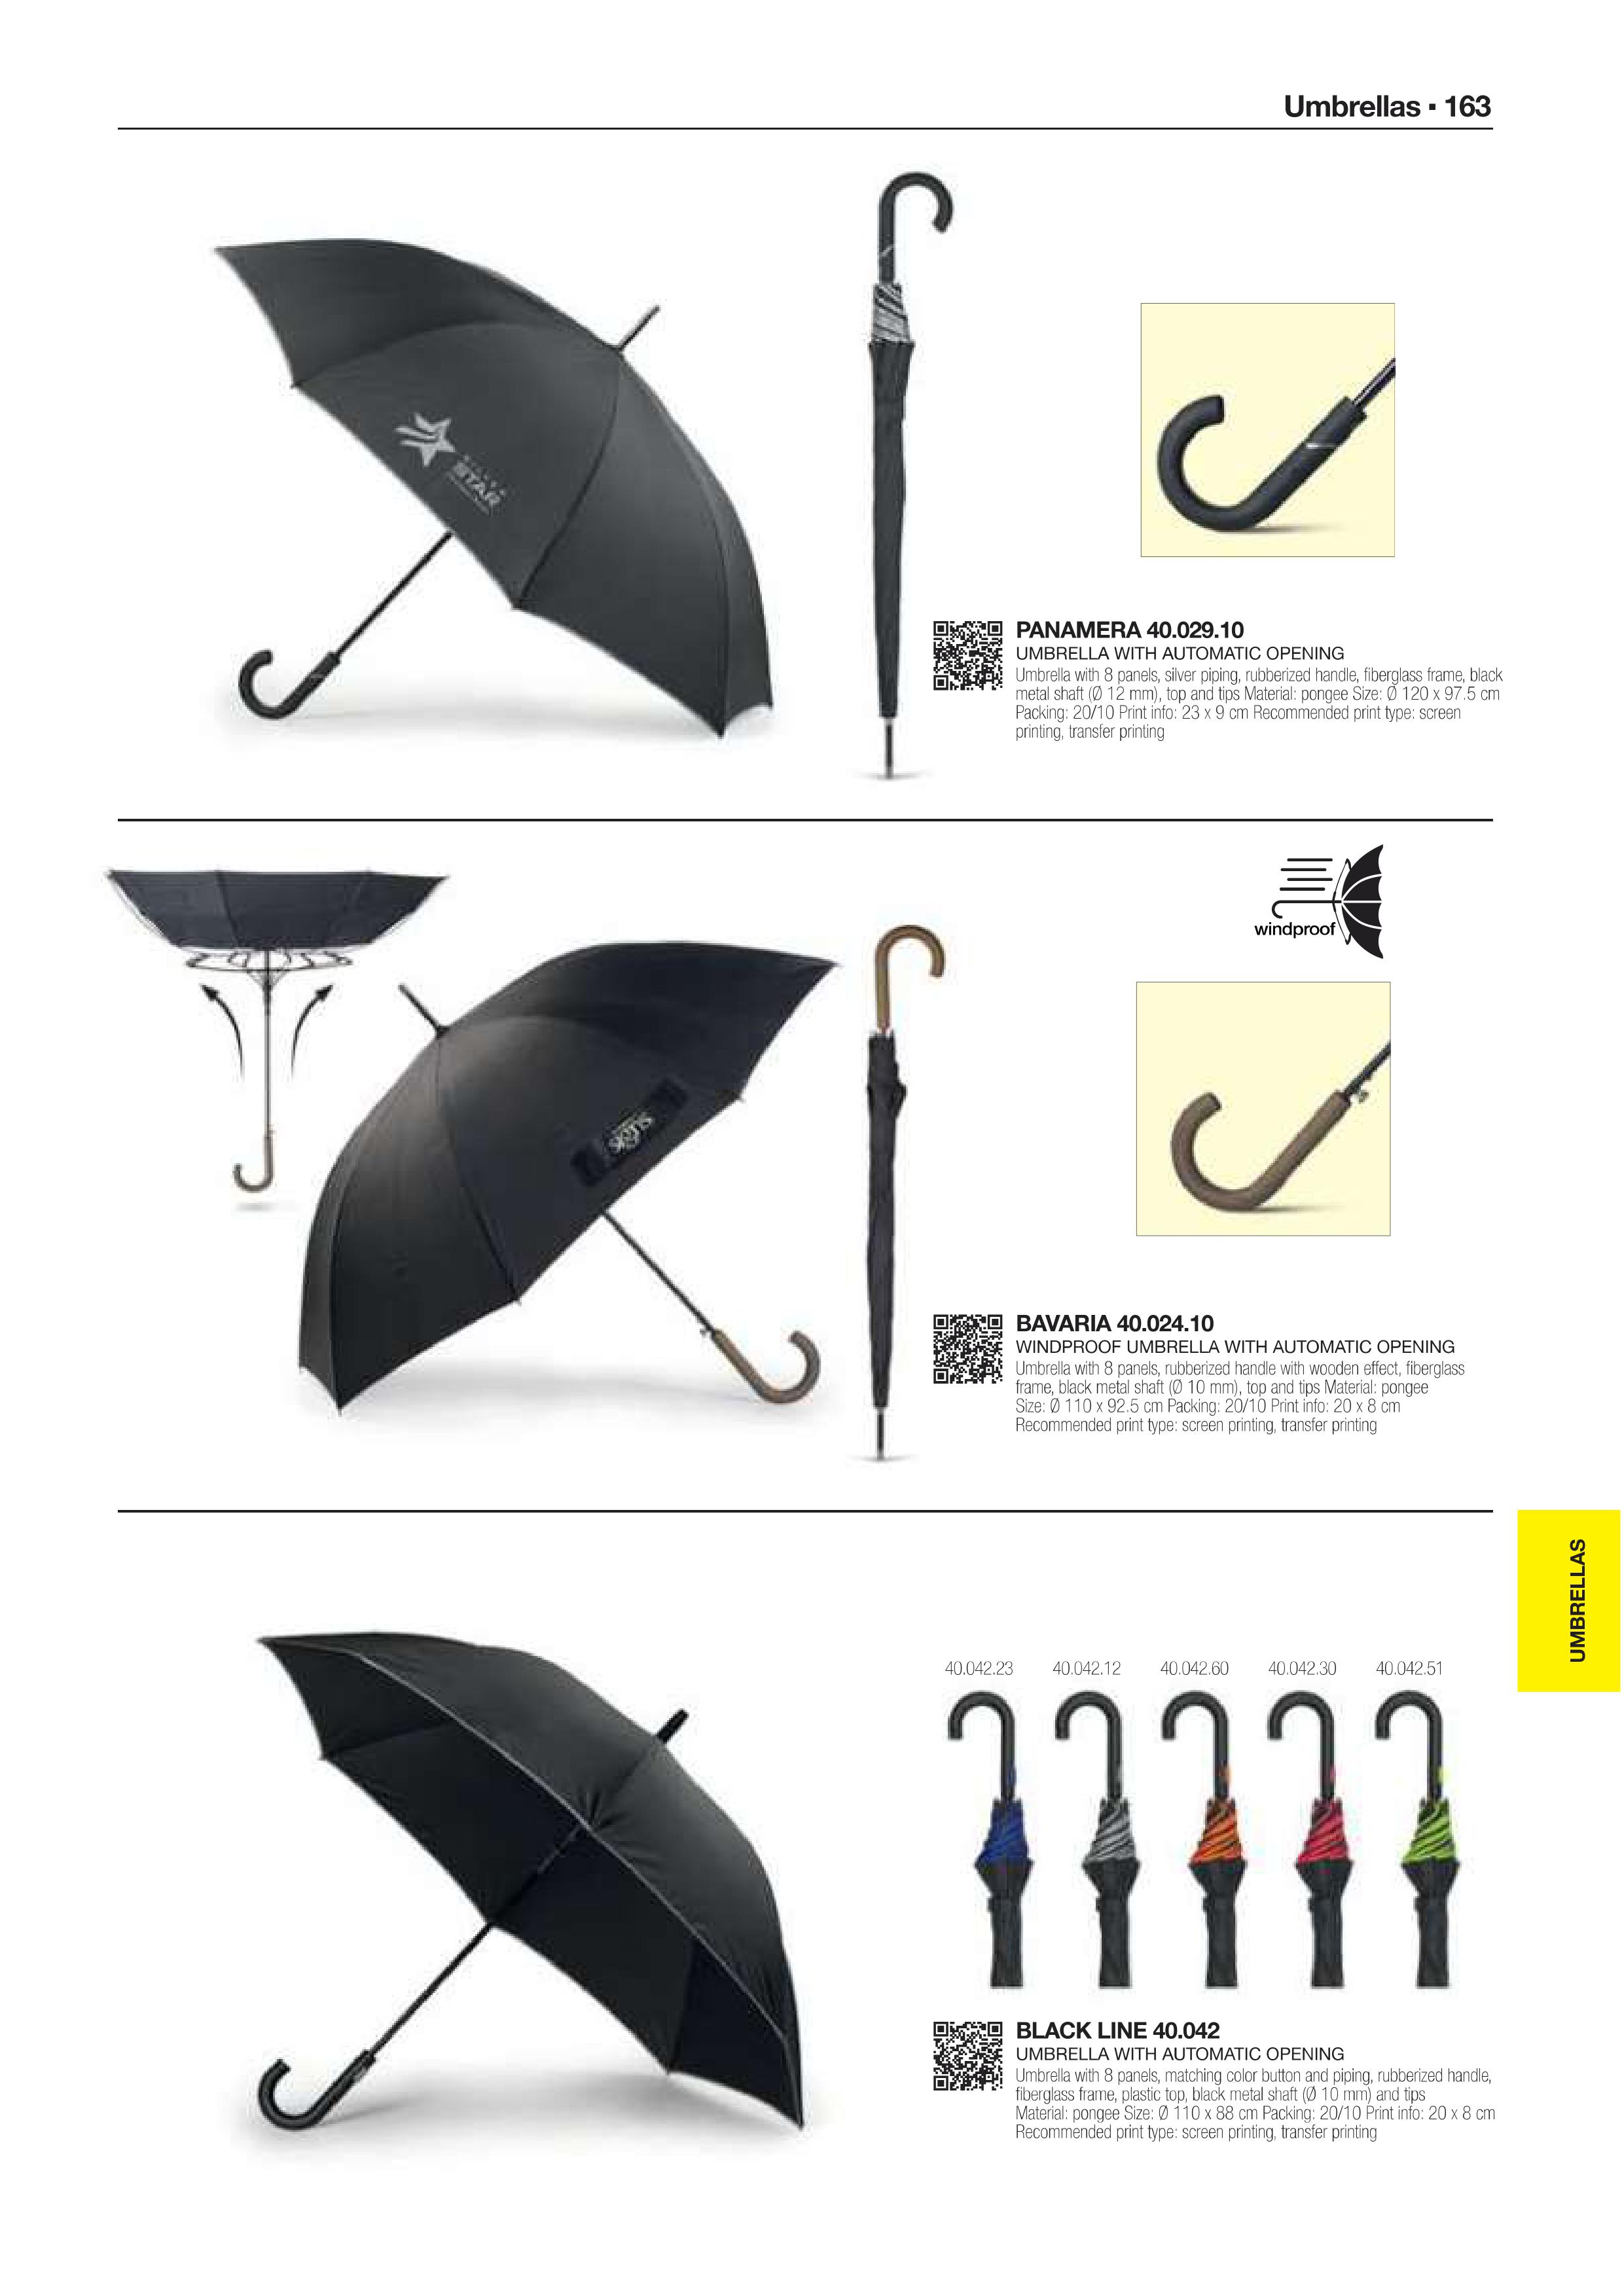 Umbrellas ▪ 163
STAR
PANAMERA 40.029.10
UMBRELLA WITH AUTOMATIC OPENING
Umbrella with 8 panels, silver piping, rubberized handle, fiberglass frame, black
metal shaft (Ø 12 mm), top and tips Material: pongee Size: Ø 120 x 97.5 cm
Packing: 20/10 Print info: 23 x 9 cm Recommended print type: screen
printing, transfer printing
windproof
BAVARIA 40.024.10
WINDPROOF UMBRELLA WITH AUTOMATIC OPENING
Umbrella with 8 panels, rubberized handle with wooden effect, fiberglass
frame, black metal shaft (Ø 10 mm), top and tips Material: pongee
Size: Ø 110 x 92.5 cm Packing: 20/10 Print info: 20 x 8 cm
Recommended print type: screen printing, transfer printing
UMBRELLAS
40.042.23 40.042.12 40.042.60 40.042.30 40.042.51
BLACK LINE 40.042
UMBRELLA WITH AUTOMATIC OPENING
Umbrella with 8 panels, matching color button and piping, rubberized handle,
fiberglass frame, plastic top, black metal shaft (Ø 10 mm) and tips
Material: pongee Size: Ø 110 x 88 cm Packing: 20/10 Print info: 20 x 8 cm
Recommended print type: screen printing, transfer printing